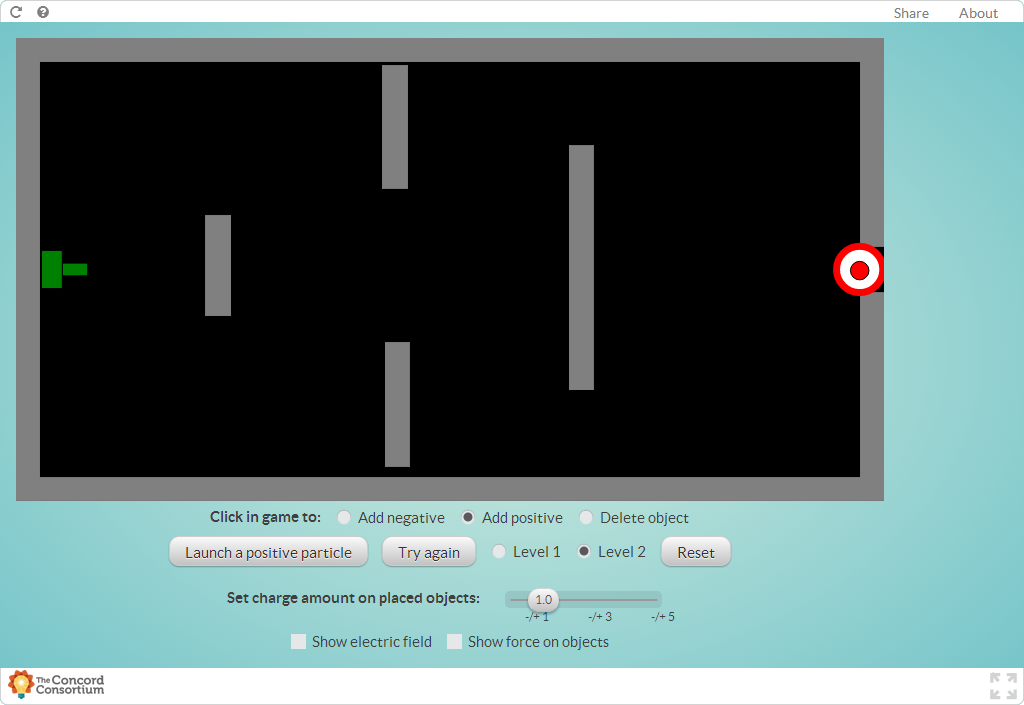 Share About
Click in game to: Add negative Add positive Delete object
Launch a positive particle Try again Level 1 Level 2 Reset
Set charge amount on placed objects: 1.0
-/+ 1 -/+ 3 -/+ 5
Show electric field Show force on objects
The Concord
Consortium